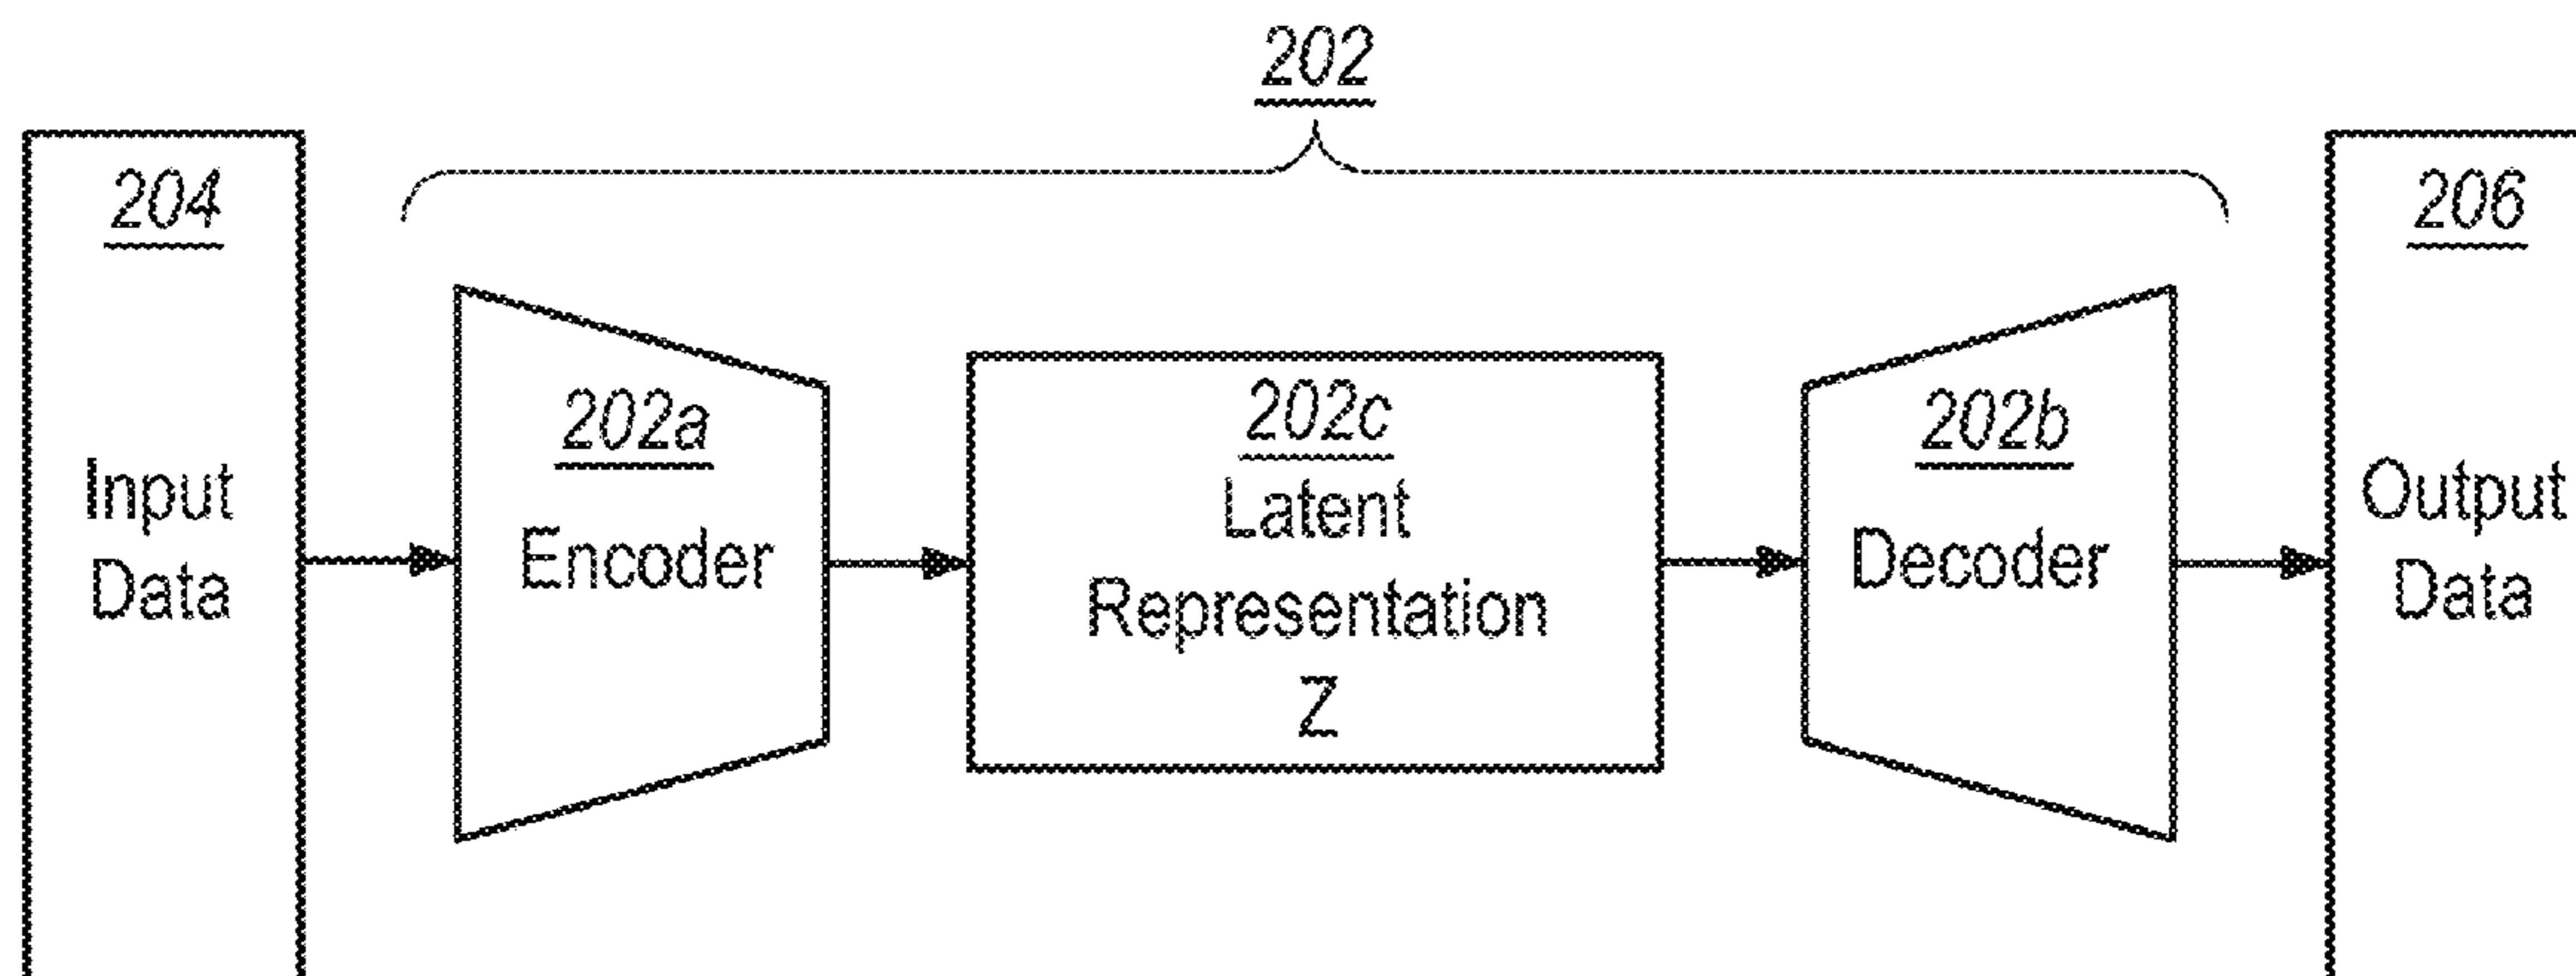 202
204
Input
Data
202a
Encoder
202c
Latent
Representation
Z
202b
Decoder
206
Output
Data